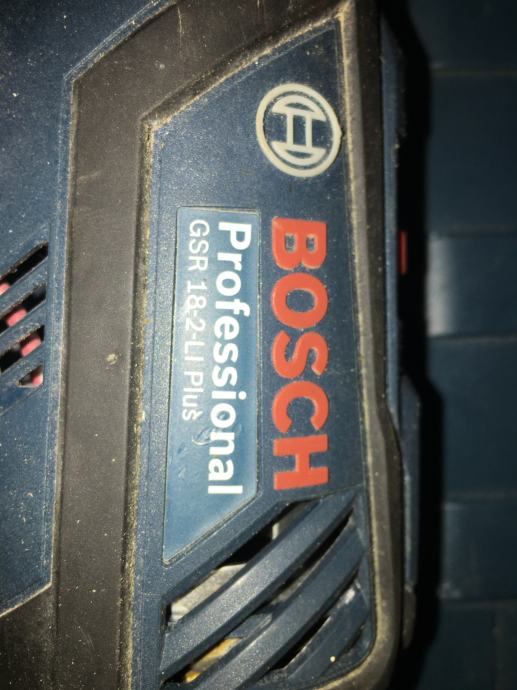 BOSCH
Professional
GSR 18-2-LI Plus